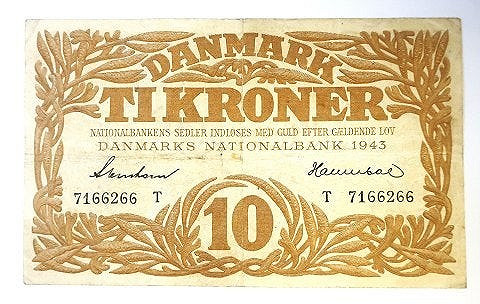 DANMARK
TI KRONER
NATIONALBANKENS SEDLER INDLØSES MED GULD EFTER GÆLDENDE LOV
DANMARKS NATIONALBANK 1943
7166266 T T 7166266
10